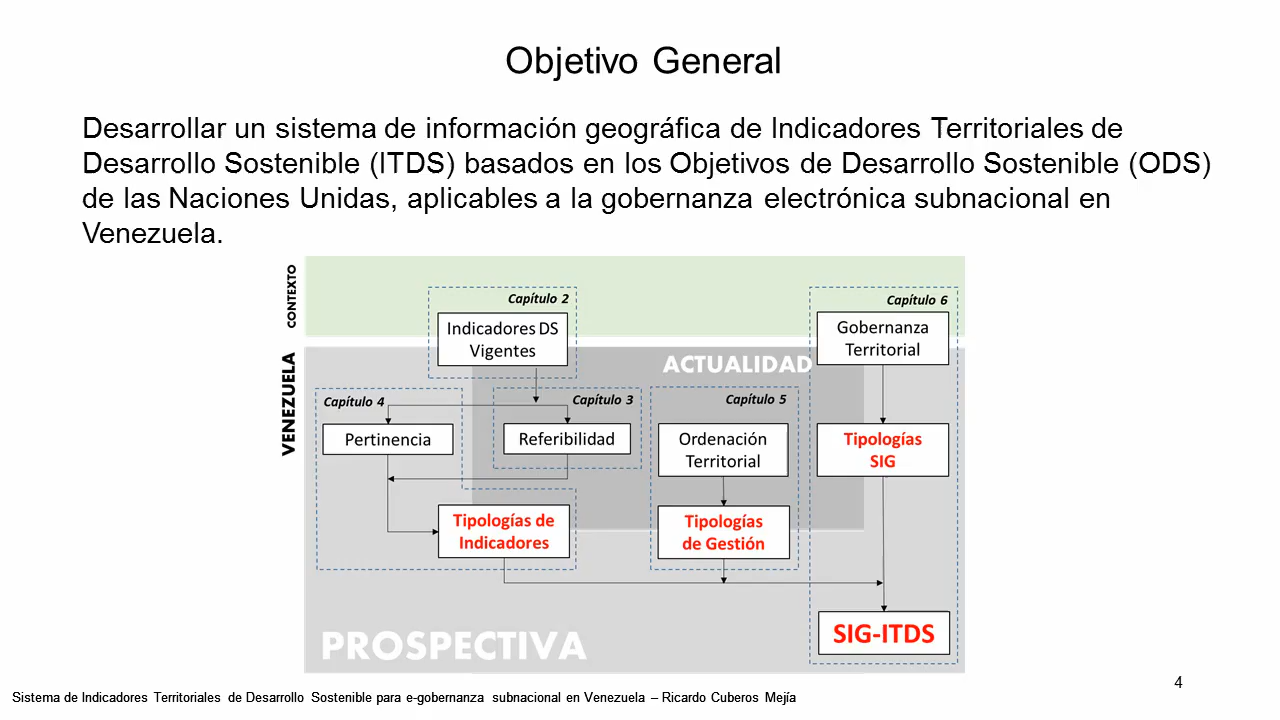 Objetivo General
Desarrollar un sistema de información geográfica de Indicadores Territoriales de
Desarrollo Sostenible (ITDS) basados en los Objetivos de Desarrollo Sostenible (ODS)
de las Naciones Unidas, aplicables a la gobernanza electrónica subnacional en
Venezuela.
CONTEXTO
VENEZUELA
Capítulo 2
Indicadores DS
Vigentes
Capítulo 6
Gobernanza
Territorial
ACTUALIDAD
Capítulo 4
Pertinencia
Capítulo 3
Referibilidad
Capítulo 5
Ordenación
Territorial
Tipologías
SIG
Tipologías de
Indicadores
Tipologías
de Gestión
SIG-ITDS
PROSPECTIVA
4
Sistema de Indicadores Territoriales de Desarrollo Sostenible para e-gobernanza subnacional en Venezuela – Ricardo Cuberos Mejía